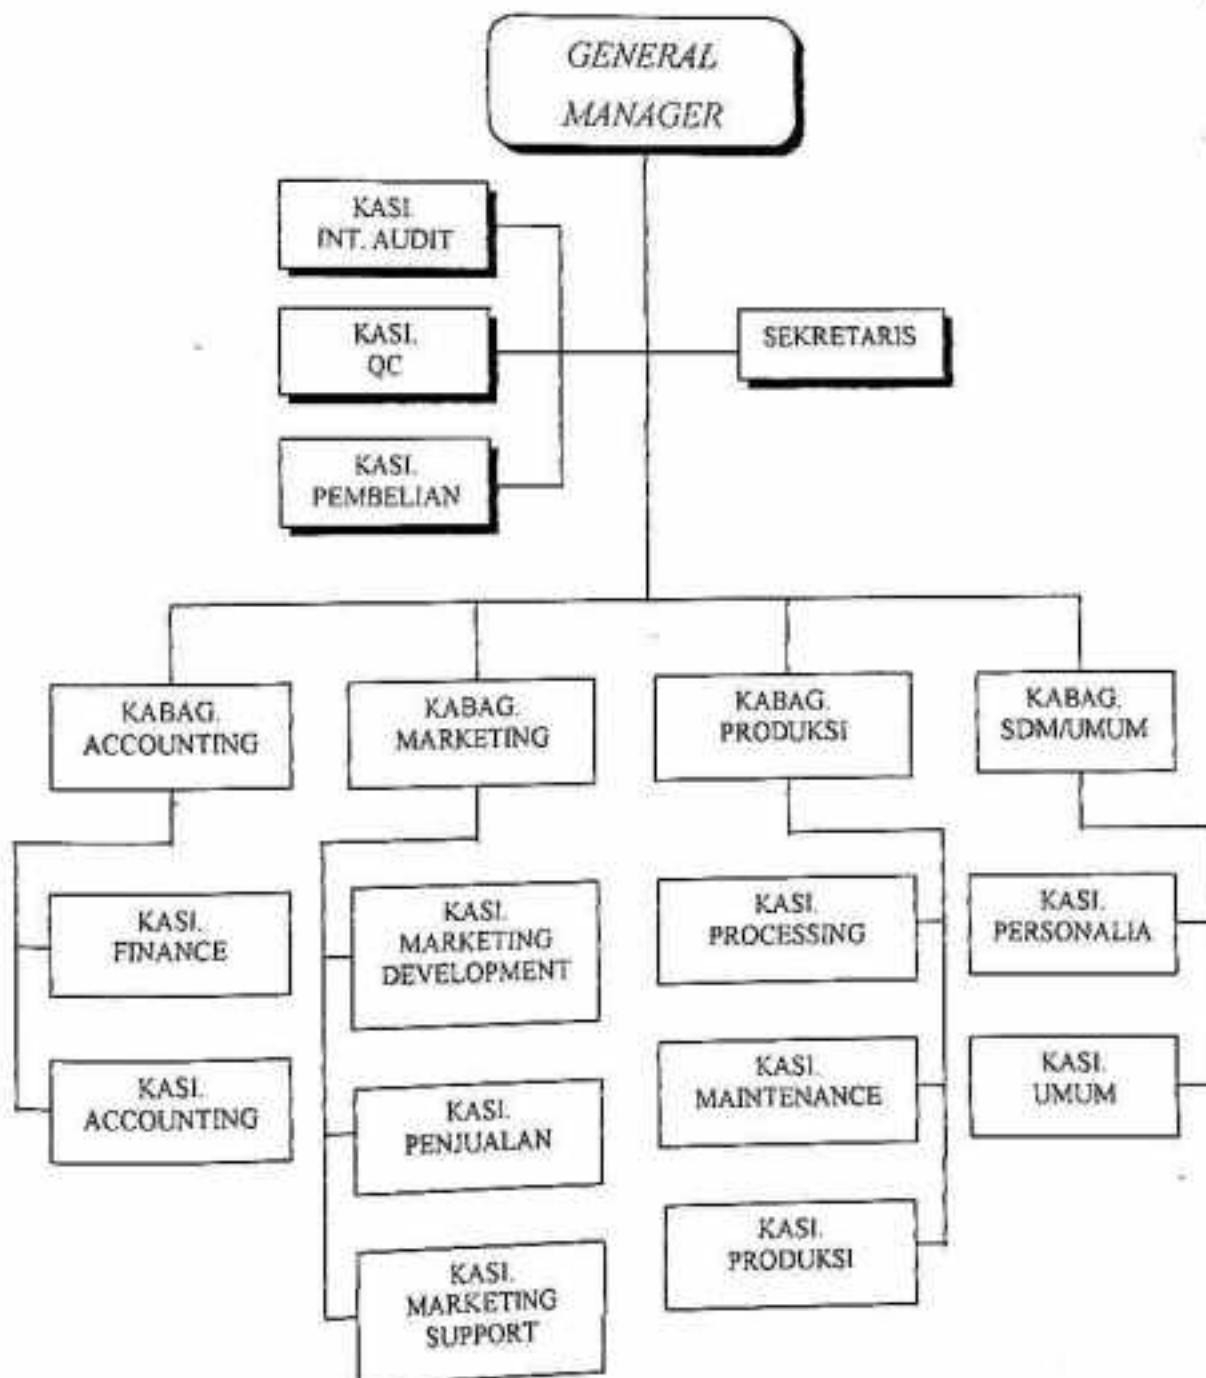 GENERAL
MANAGER
KASI.
INT. AUDIT
KASI.
QC
SEKRETARIS
KASI.
PEMBELIAN
KABAG.
ACCOUNTING
KABAG.
MARKETING
KABAG.
PRODUKSI
KABAG.
SDM/UMUM
KASI.
FINANCE
KASI.
MARKETING
DEVELOPMENT
KASI.
PROCESSING
KASI.
PERSONALIA
KASI.
ACCOUNTING
KASI.
PENJUALAN
KASI.
MAINTENANCE
KASI.
UMUM
KASI.
MARKETING
SUPPORT
KASI.
PRODUKSI